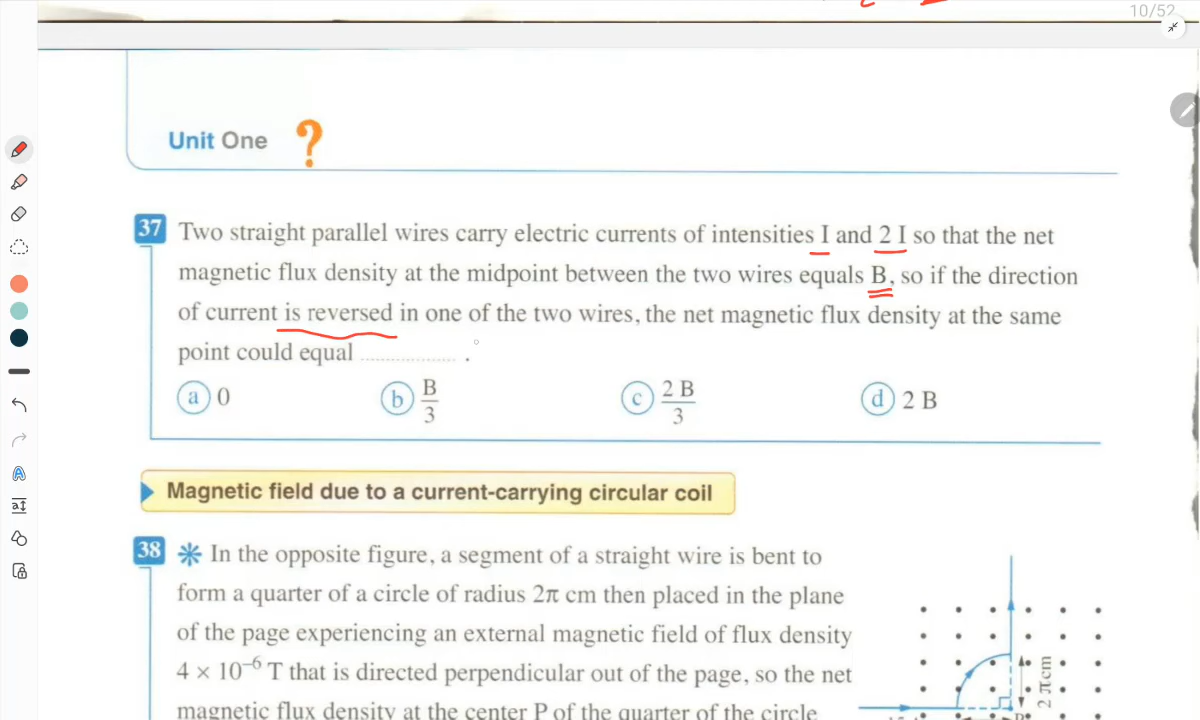 10/52
Unit One ?
37 Two straight parallel wires carry electric currents of intensities I and 2 I so that the net
magnetic flux density at the midpoint between the two wires equals B, so if the direction
of current is reversed in one of the two wires, the net magnetic flux density at the same
point could equal .................... .
a 0 b B/3 c 2 B/3 d 2 B
Magnetic field due to a current-carrying circular coil
38 * In the opposite figure, a segment of a straight wire is bent to
form a quarter of a circle of radius 2π cm then placed in the plane
of the page experiencing an external magnetic field of flux density
4 × 10⁻⁶ T that is directed perpendicular out of the page, so the net
magnetic flux density at the center P of the quarter of the circle
2 πcm